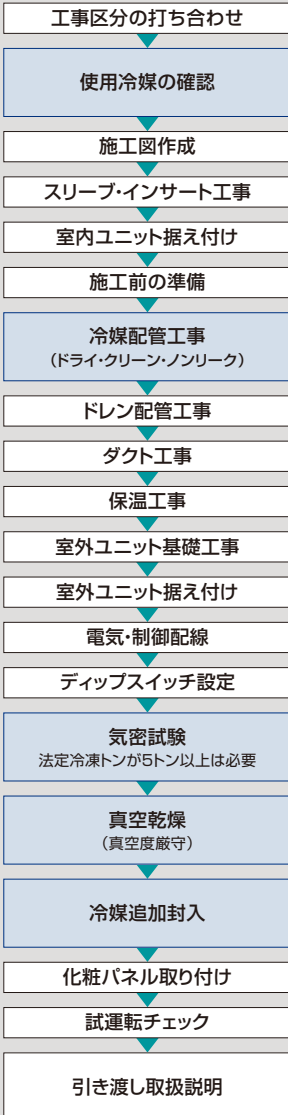 工事区分の打ち合わせ
使用冷媒の確認
施工図作成
スリーブ・インサート工事
室内ユニット据え付け
施工前の準備
冷媒配管工事
(ドライ・クリーン・ノンリーク)
ドレン配管工事
ダクト工事
保温工事
室外ユニット基礎工事
室外ユニット据え付け
電気・制御配線
ディップスイッチ設定
気密試験
法定冷凍トンが5トン以上は必要
真空乾燥
(真空度厳守)
冷媒追加封入
化粧パネル取り付け
試運転チェック
引き渡し取扱説明